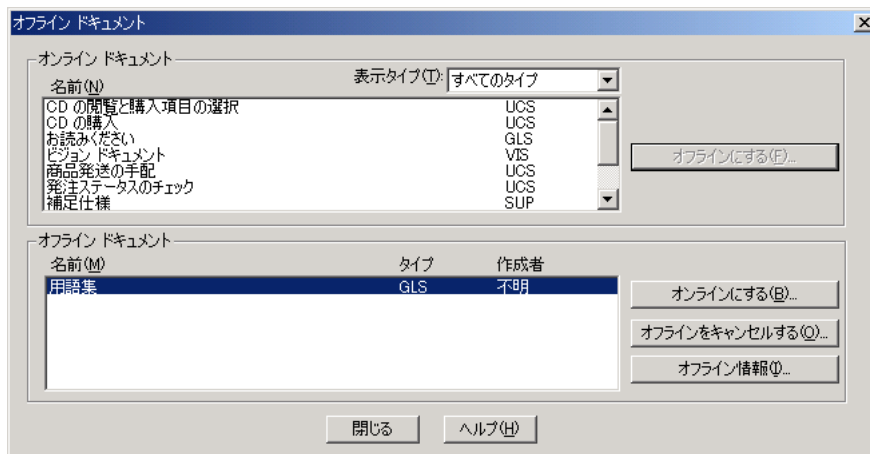 オフライン ドキュメント
オンライン ドキュメント
名前(N)
表示タイプ(T): すべてのタイプ
CD の閲覧と購入項目の選択 UCS
CD の購入 UCS
お読みください GLS
ビジョン ドキュメント VIS
商品発送の手配 UCS
発注ステータスのチェック UCS
補足仕様 SUP
オフラインにする(F)...
オフライン ドキュメント
名前(M) タイプ 作成者
用語集 GLS 不明
オンラインにする(B)...
オフラインをキャンセルする(O)...
オフライン情報(I)...
閉じる ヘルプ(H)